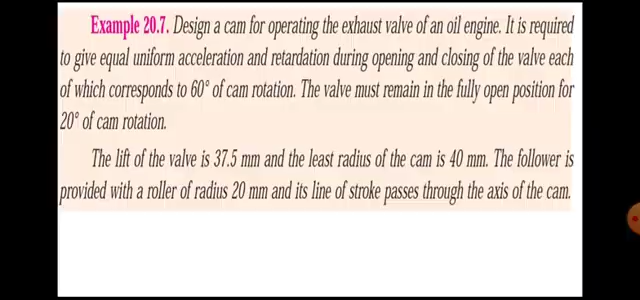 Example 20.7. Design a cam for operating the exhaust valve of an oil engine. It is required
to give equal uniform acceleration and retardation during opening and closing of the valve each
of which corresponds to 60° of cam rotation. The valve must remain in the fully open position for
20° of cam rotation.
The lift of the valve is 37.5 mm and the least radius of the cam is 40 mm. The follower is
provided with a roller of radius 20 mm and its line of stroke passes through the axis of the cam.